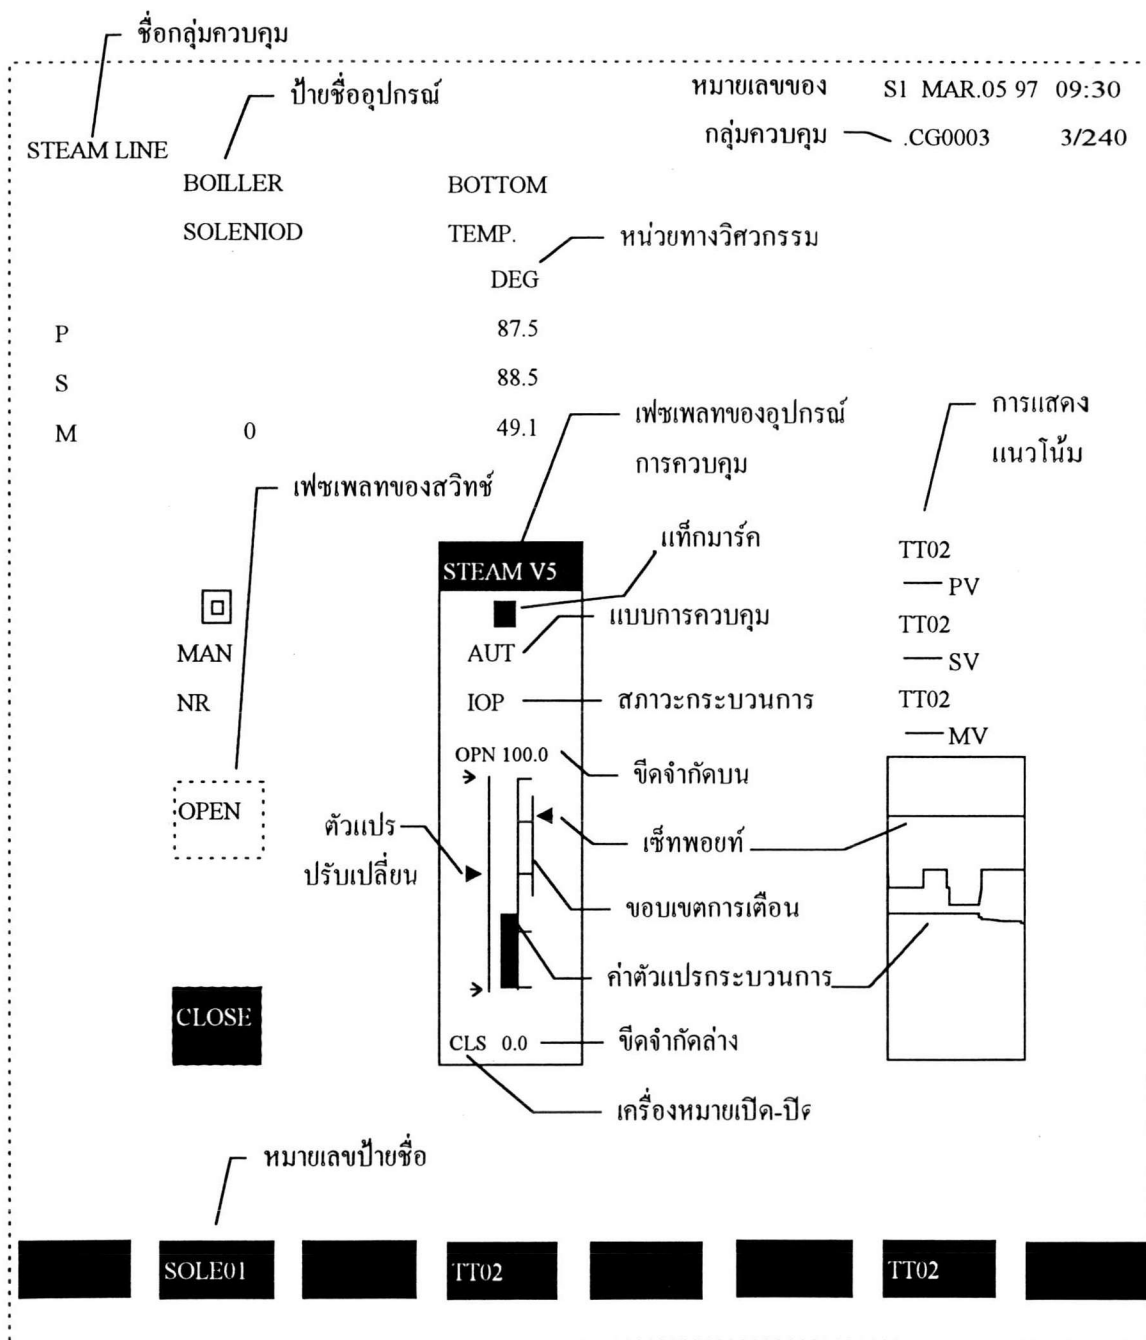 ชื่อกลุ่มควบคุม
ป้ายชื่ออุปกรณ์
หมายเลขของ S1 MAR.05 97 09:30
กลุ่มควบคุม .CG0003 3/240
STEAM LINE
BOILLER BOTTOM
SOLENIOD TEMP. หน่วยทางวิศวกรรม
DEG
P 87.5
S 88.5
M 0 49.1
เฟซเพลทของอุปกรณ์
การควบคุม
การแสดง
แนวโน้ม
เฟซเพลทของสวิทช์
แท็กมาร์ค
STEAM V5
TT02
PV
MAN AUT แบบการควบคุม TT02
SV
NR IOP สภาวะกระบวนการ TT02
MV
OPN 100.0 ขีดจำกัดบน
OPEN
ตัวแปร
ปรับเปลี่ยน
เซ็ทพอยท์
ขอบเขตการเตือน
ค่าตัวแปรกระบวนการ
CLOSE
CLS 0.0 ขีดจำกัดล่าง
เครื่องหมายเปิด-ปิด
หมายเลขป้ายชื่อ
SOLE01 TT02 TT02